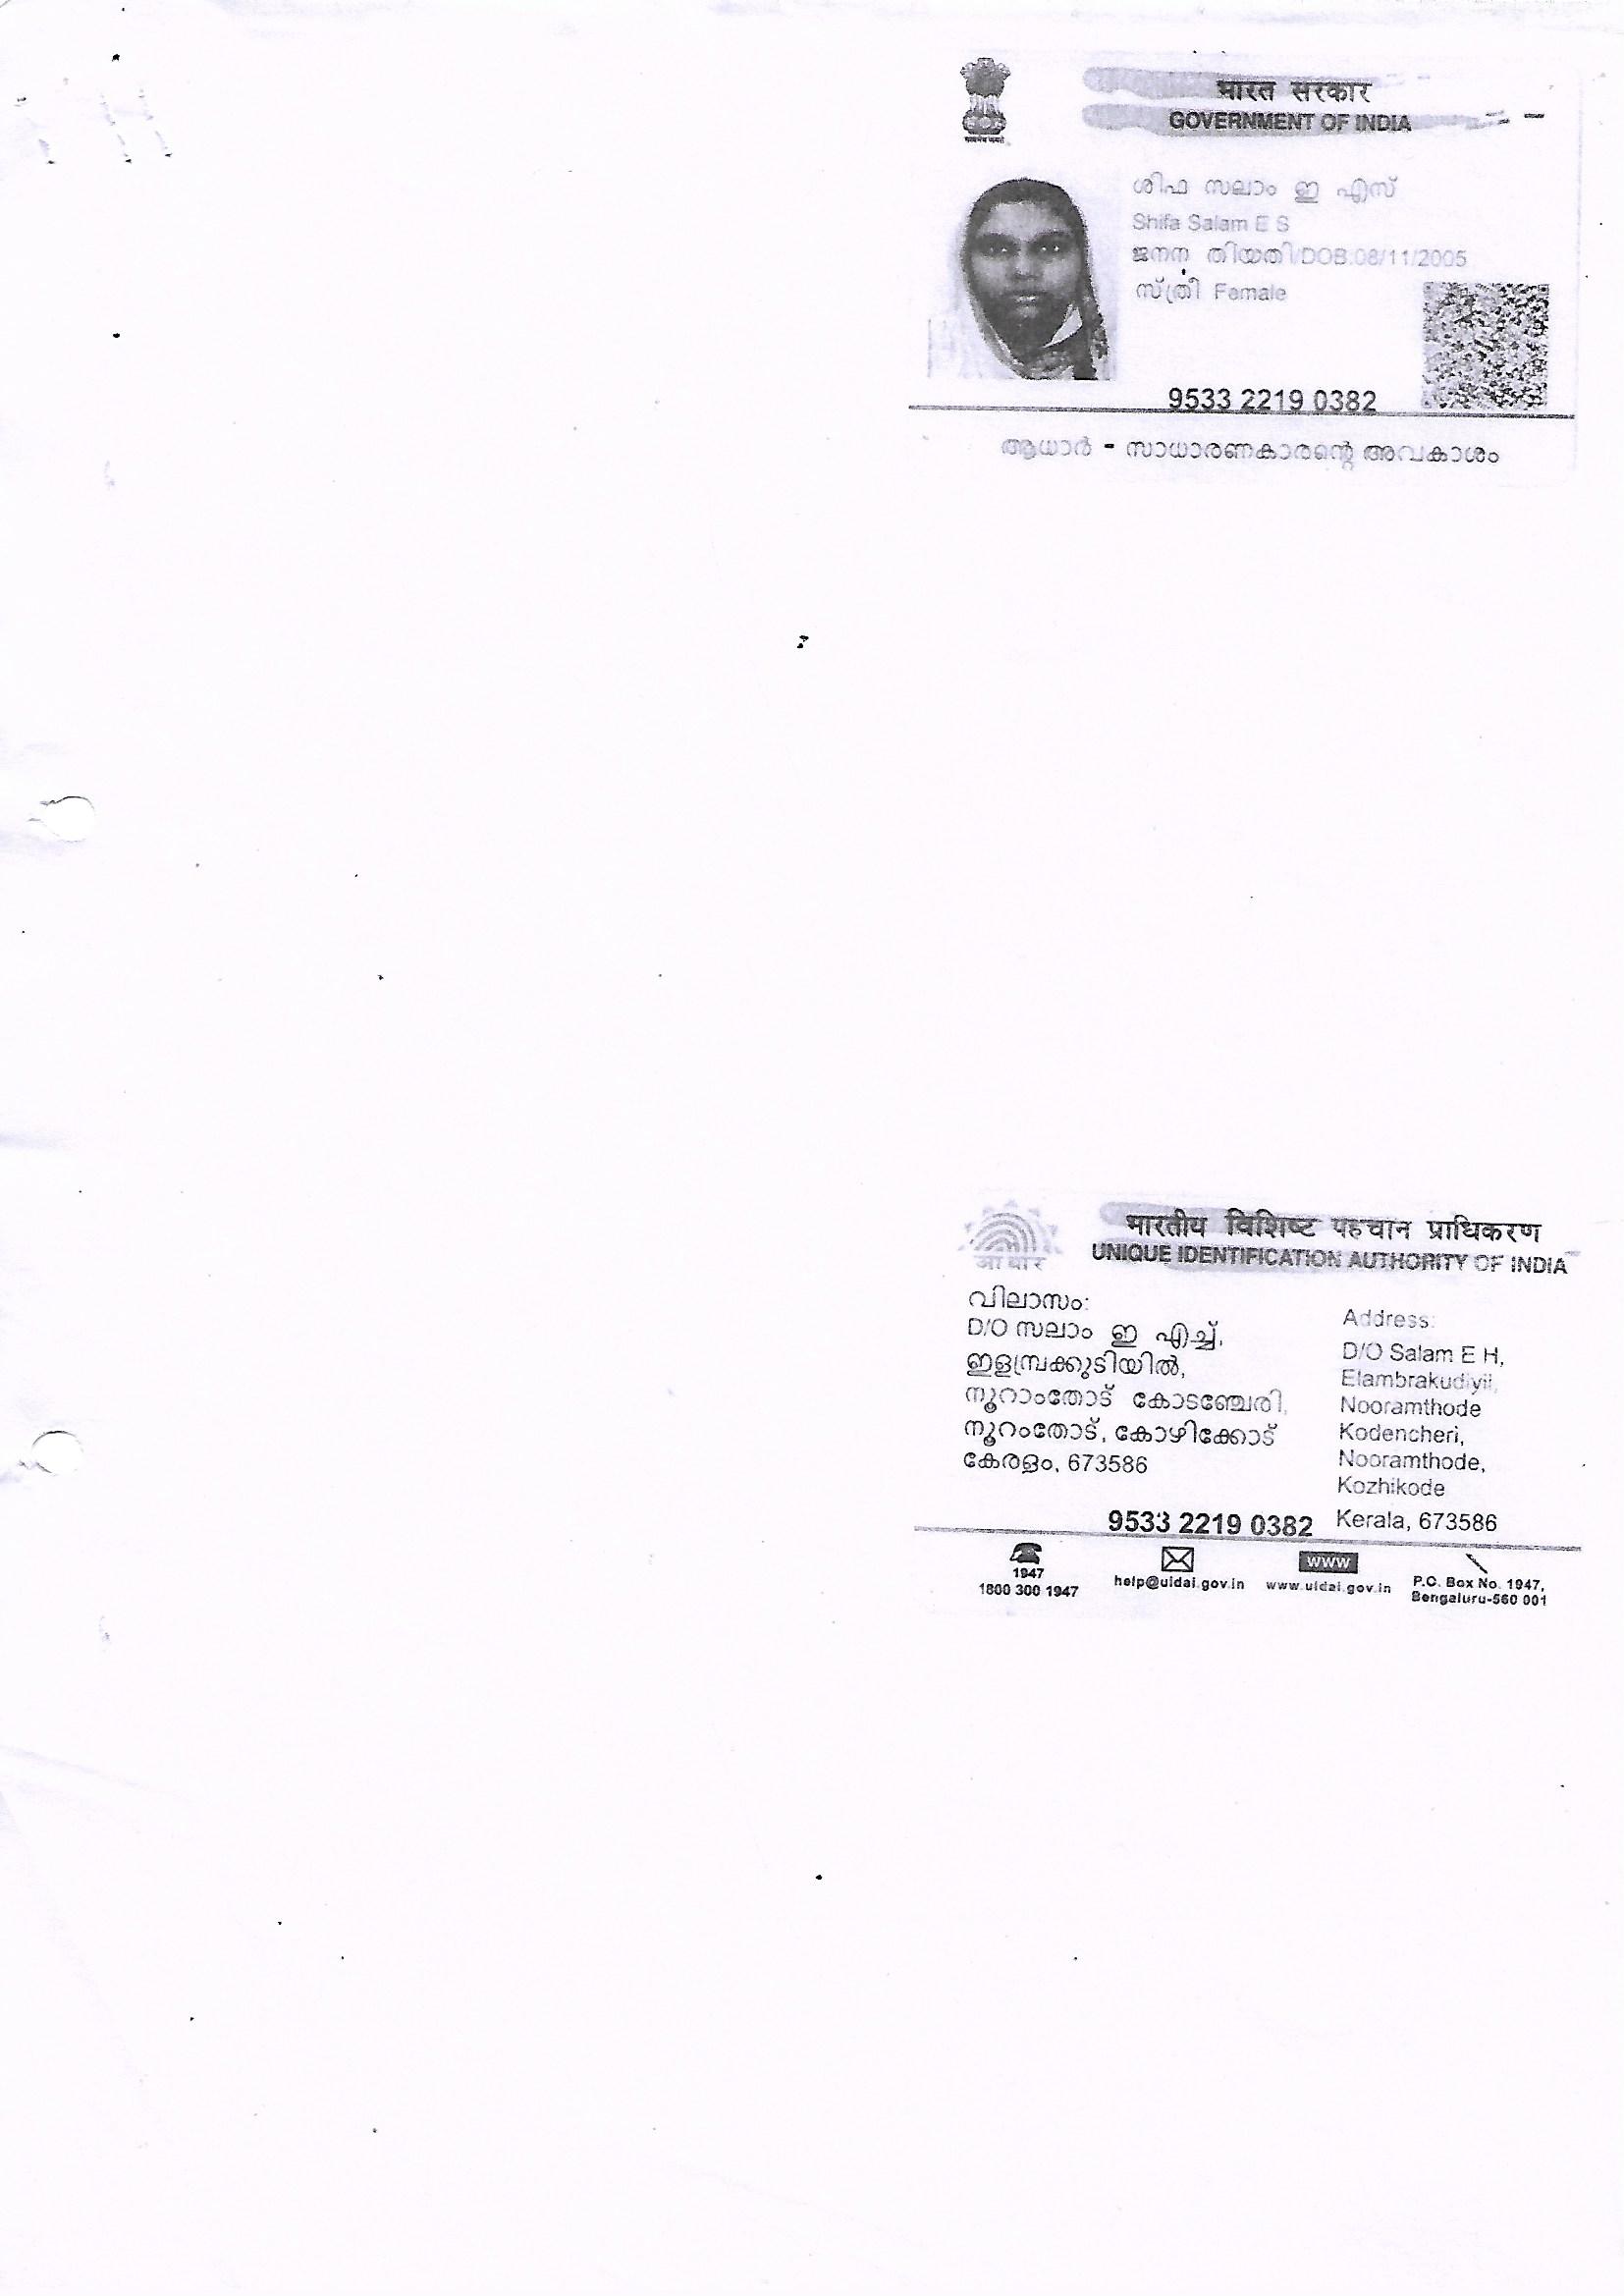 भारत सरकार
GOVERNMENT OF INDIA
ശിഫ സലാം ഇ എസ്
Shifa Salam E S
ജനന തിയതി/DOB:08/11/2005
സ്ത്രീ Female
9533 2219 0382
ആധാർ - സാധാരണകാരന്റെ അവകാശം
भारतीय विशिष्ट पहचान प्राधिकरण
UNIQUE IDENTIFICATION AUTHORITY OF INDIA
आधार
വിലാസം:
D/O സലാം ഇ എച്ച്,
ഇളമ്പ്രക്കുടിയിൽ,
നൂറാംതോട് കോടഞ്ചേരി,
നൂറംതോട്, കോഴിക്കോട്
കേരളം, 673586
Address:
D/O Salam E H,
Elambrakudiyil,
Nooramthode
Kodencheri,
Nooramthode,
Kozhikode
Kerala, 673586
9533 2219 0382
1947
1800 300 1947
help@uidai.gov.in
www
www.uidai.gov.in
P.O. Box No. 1947,
Bengaluru-560 001